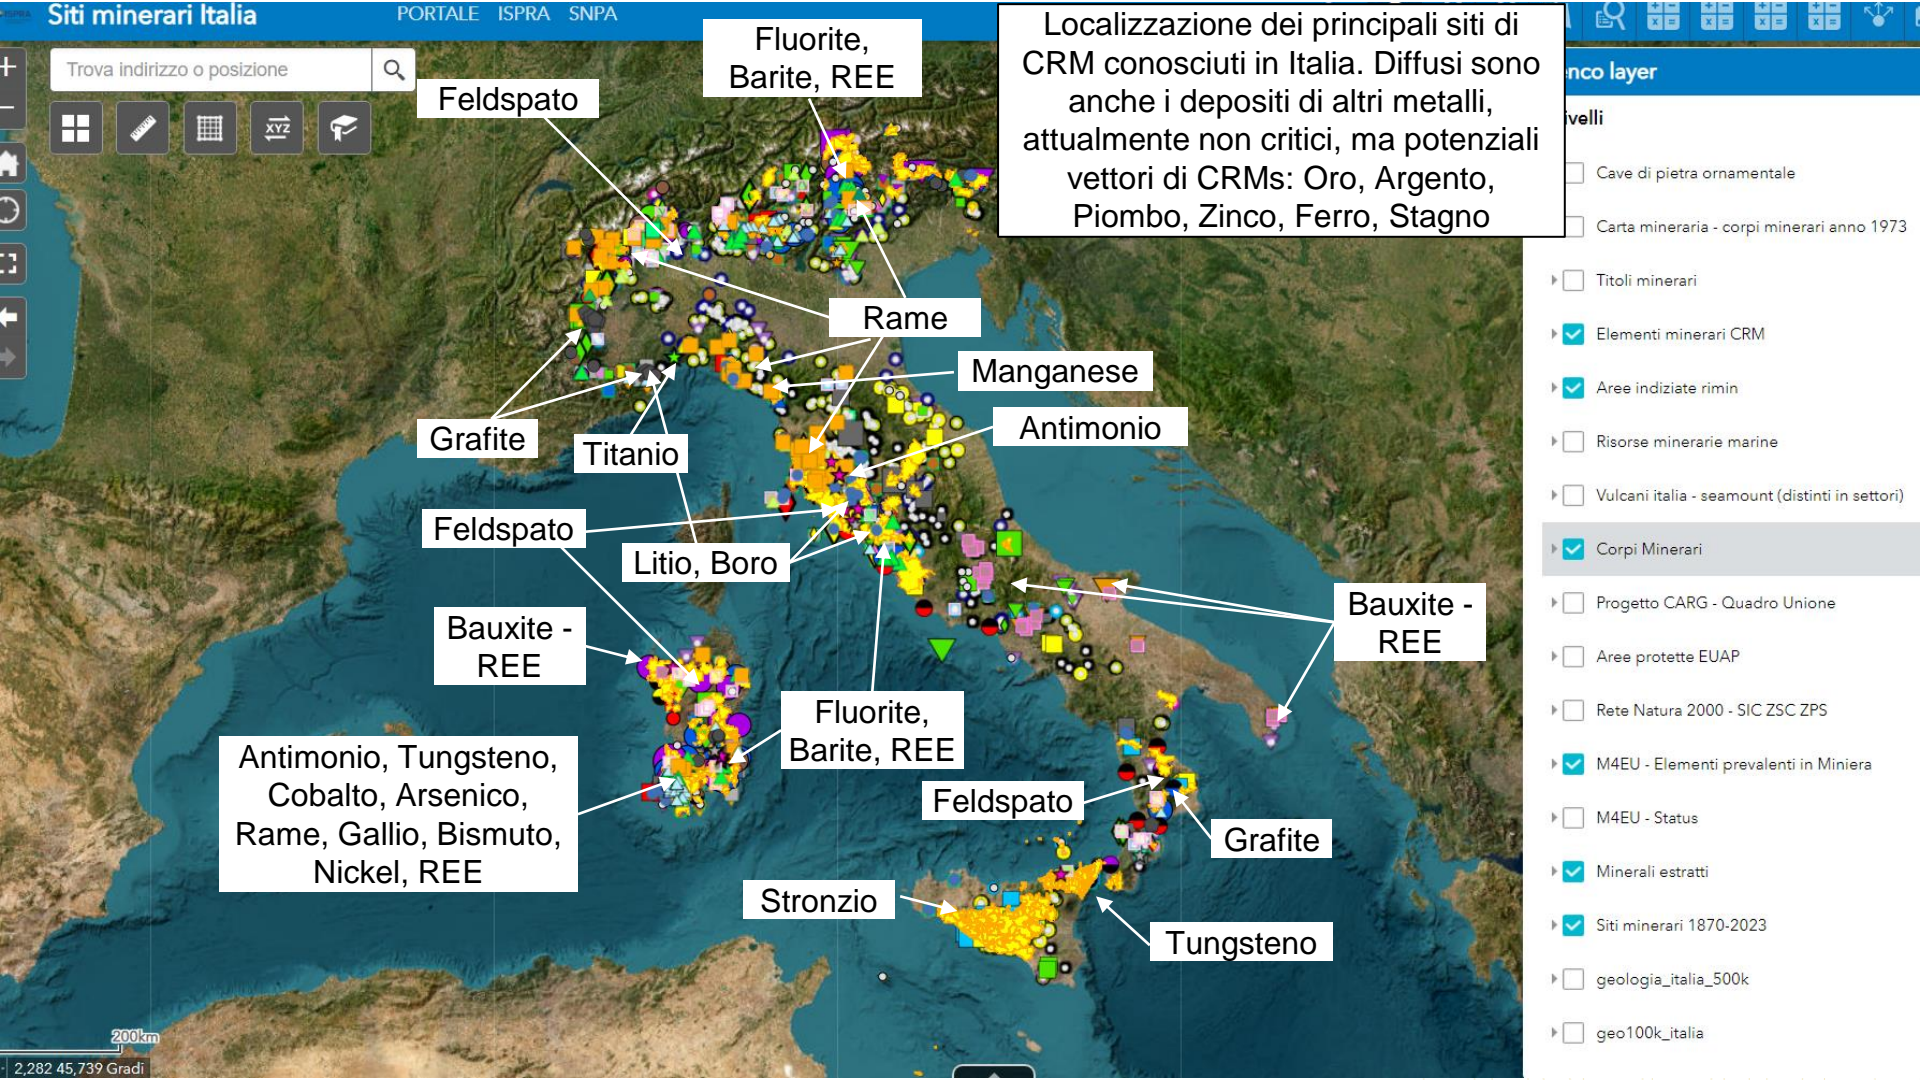 ISPRA
Siti minerari Italia
PORTALE ISPRA SNPA
Trova indirizzo o posizione
XYZ
Localizzazione dei principali siti di
CRM conosciuti in Italia. Diffusi sono
anche i depositi di altri metalli,
attualmente non critici, ma potenziali
vettori di CRMs: Oro, Argento,
Piombo, Zinco, Ferro, Stagno
Fluorite,
Barite, REE
Feldspato
Rame
Manganese
Antimonio
Grafite
Titanio
Feldspato
Litio, Boro
Bauxite -
REE
Bauxite -
REE
Fluorite,
Barite, REE
Antimonio, Tungsteno,
Cobalto, Arsenico,
Rame, Gallio, Bismuto,
Nickel, REE
Feldspato
Grafite
Stronzio
Tungsteno
200km
2,282 45,739 Gradi
nco layer
ivelli
Cave di pietra ornamentale
Carta mineraria - corpi minerari anno 1973
Titoli minerari
Elementi minerari CRM
Aree indiziate rimin
Risorse minerarie marine
Vulcani italia - seamount (distinti in settori)
Corpi Minerari
Progetto CARG - Quadro Unione
Aree protette EUAP
Rete Natura 2000 - SIC ZSC ZPS
M4EU - Elementi prevalenti in Miniera
M4EU - Status
Minerali estratti
Siti minerari 1870-2023
geologia_italia_500k
geo100k_italia